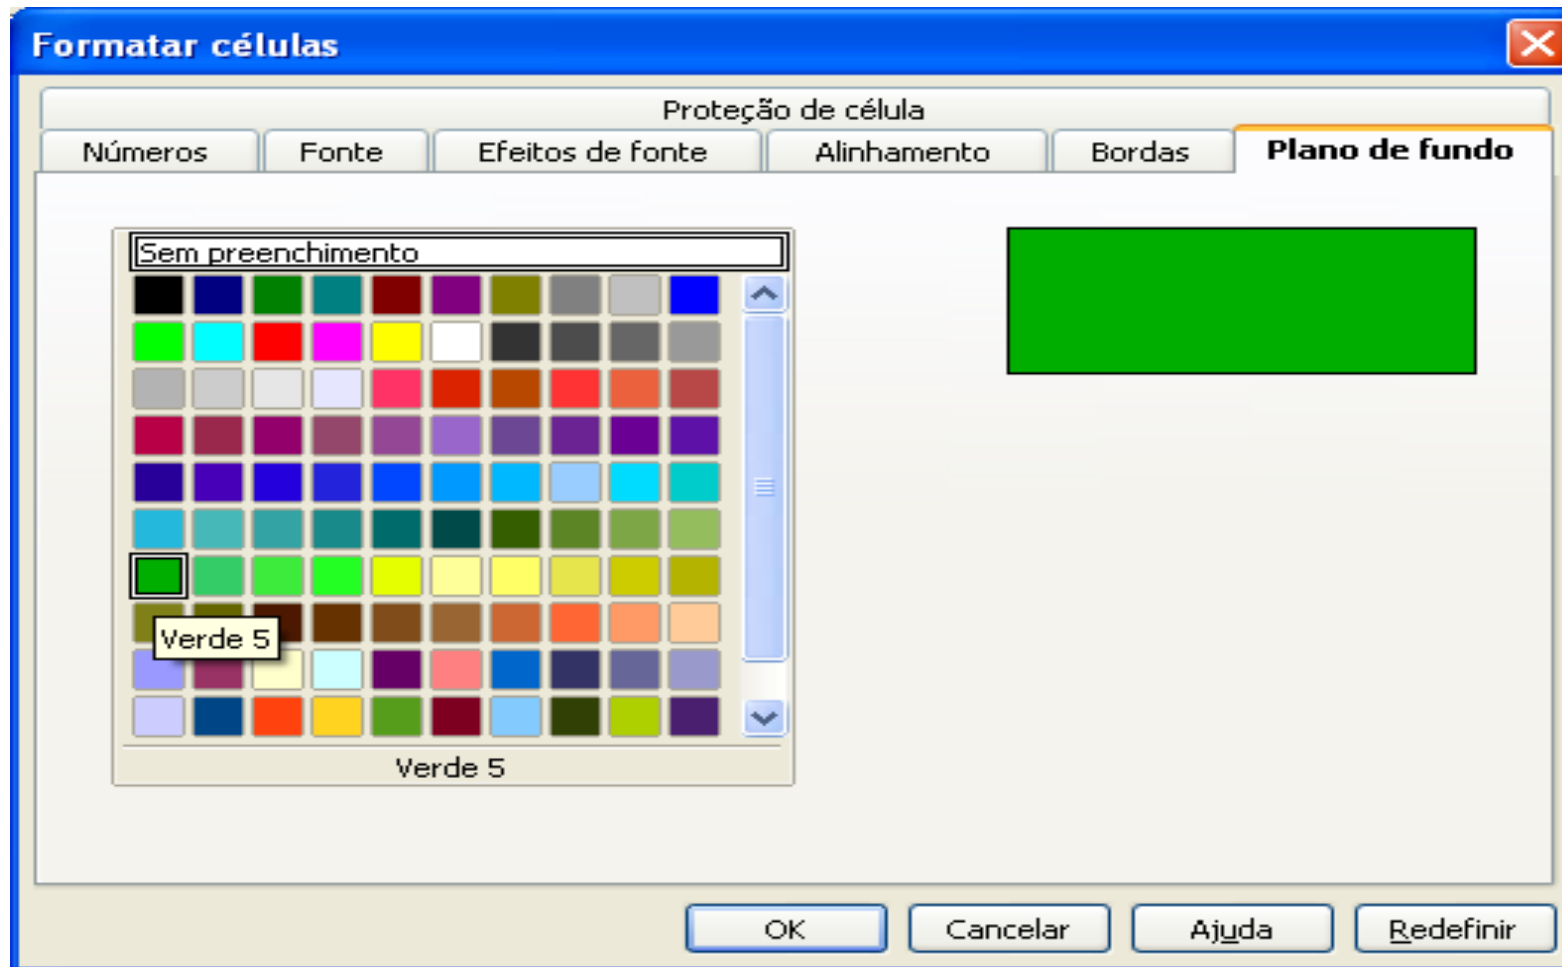 Formatar células
Proteção de célula
Números Fonte Efeitos de fonte Alinhamento Bordas Plano de fundo
Sem preenchimento
Verde 5
Verde 5
OK Cancelar Ajuda Redefinir